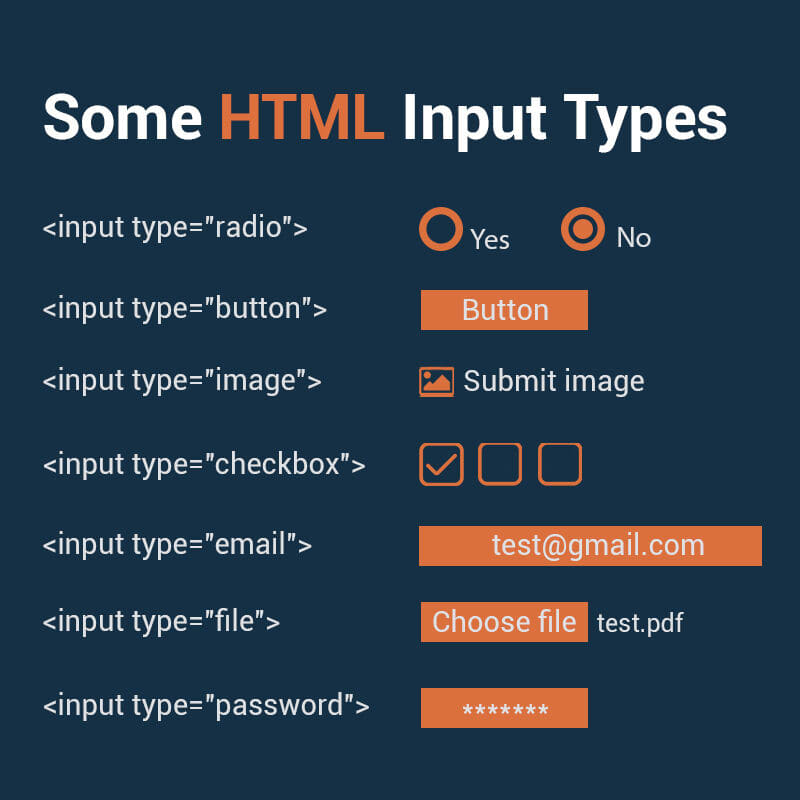 Some HTML Input Types
<input type="radio"> Yes No
<input type="button"> Button
<input type="image"> Submit image
<input type="checkbox">
<input type="email"> test@gmail.com
<input type="file"> Choose file test.pdf
<input type="password"> *******